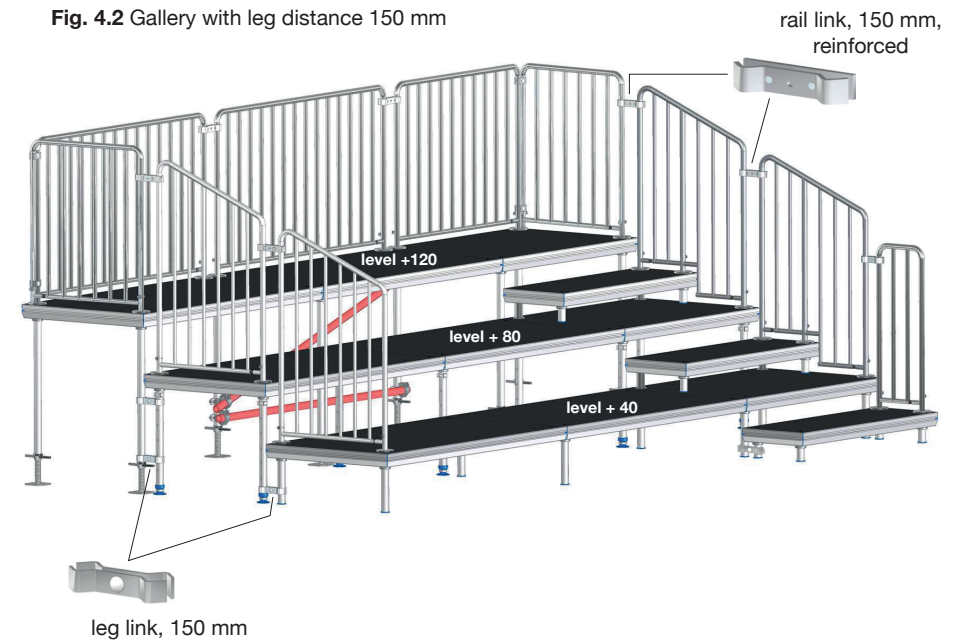 Fig. 4.2 Gallery with leg distance 150 mm
rail link, 150 mm,
reinforced
level +120
level + 80
level + 40
leg link, 150 mm